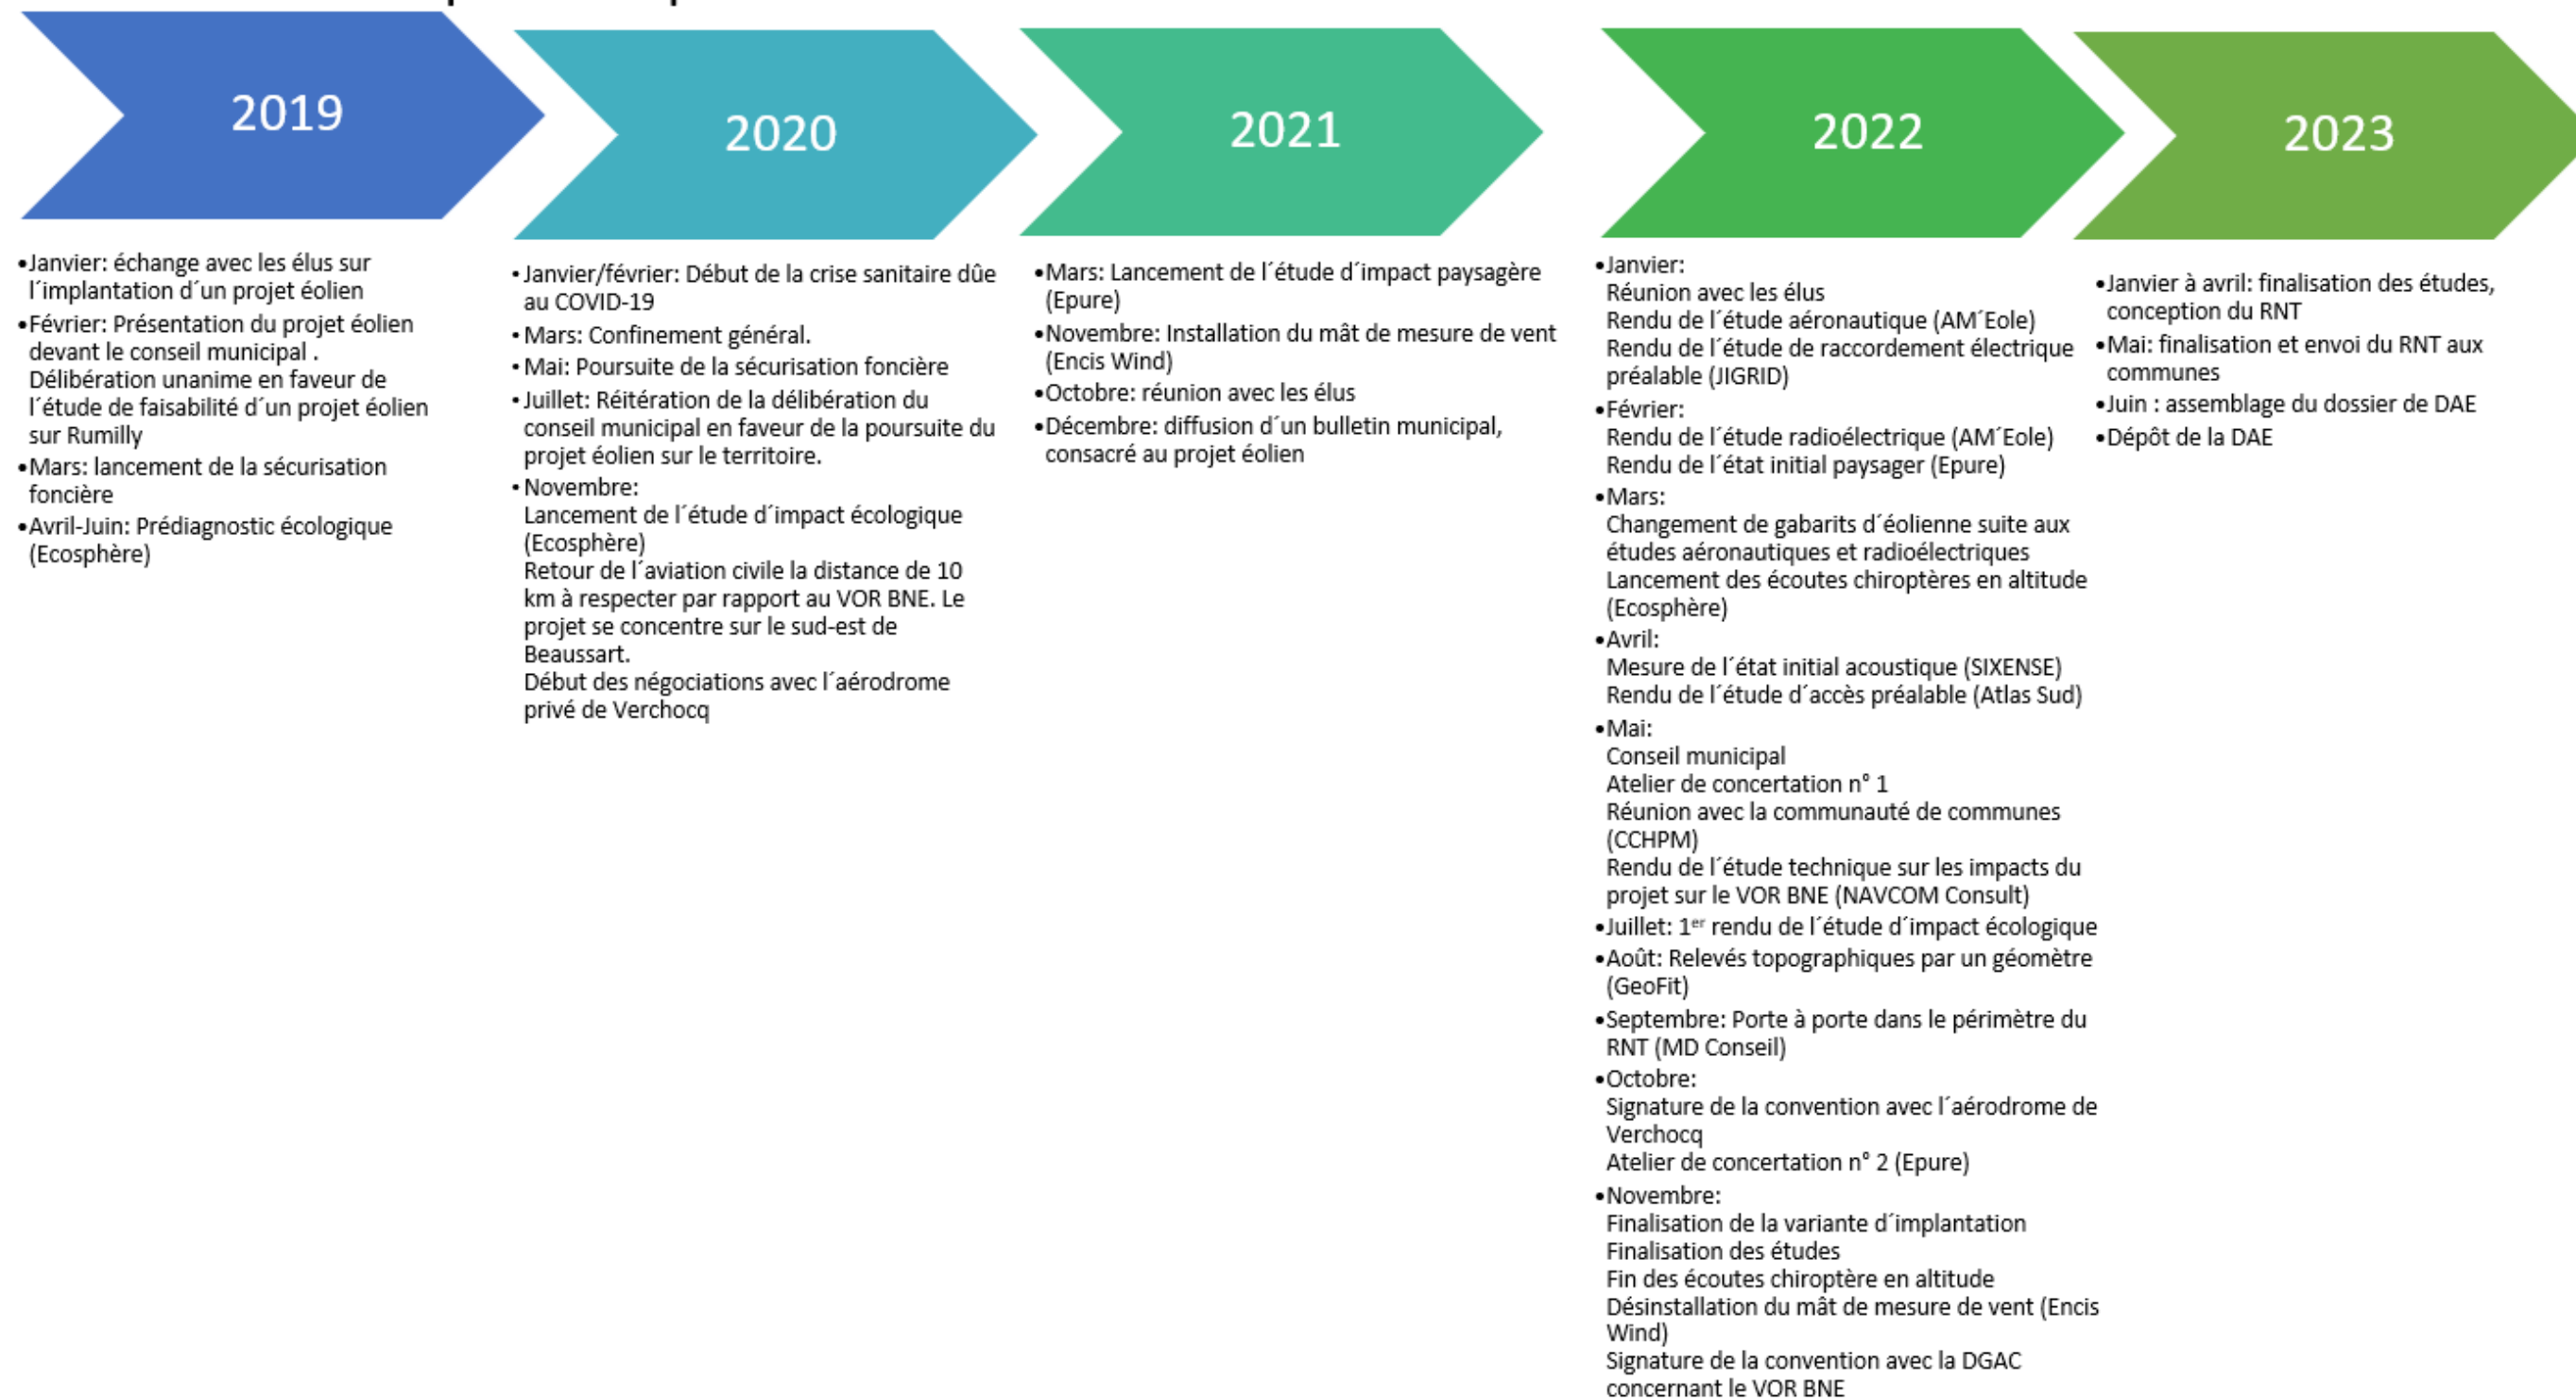 2019
•Janvier: échange avec les élus sur
l´implantation d´un projet éolien
•Février: Présentation du projet éolien
devant le conseil municipal .
Délibération unanime en faveur de
l´étude de faisabilité d´un projet éolien
sur Rumilly
•Mars: lancement de la sécurisation
foncière
•Avril-Juin: Prédiagnostic écologique
(Ecosphère)
2020
•Janvier/février: Début de la crise sanitaire dûe
au COVID-19
•Mars: Confinement général.
•Mai: Poursuite de la sécurisation foncière
•Juillet: Réitération de la délibération du
conseil municipal en faveur de la poursuite du
projet éolien sur le territoire.
•Novembre:
Lancement de l´étude d´impact écologique
(Ecosphère)
Retour de l´aviation civile la distance de 10
km à respecter par rapport au VOR BNE. Le
projet se concentre sur le sud-est de
Beaussart.
Début des négociations avec l´aérodrome
privé de Verchocq
2021
•Mars: Lancement de l´étude d´impact paysagère
(Epure)
•Novembre: Installation du mât de mesure de vent
(Encis Wind)
•Octobre: réunion avec les élus
•Décembre: diffusion d´un bulletin municipal,
consacré au projet éolien
2022
•Janvier:
Réunion avec les élus
Rendu de l´étude aéronautique (AM´Eole)
Rendu de l´étude de raccordement électrique
préalable (JIGRID)
•Février:
Rendu de l´étude radioélectrique (AM´Eole)
Rendu de l´état initial paysager (Epure)
•Mars:
Changement de gabarits d´éolienne suite aux
études aéronautiques et radioélectriques
Lancement des écoutes chiroptères en altitude
(Ecosphère)
•Avril:
Mesure de l´état initial acoustique (SIXENSE)
Rendu de l´étude d´accès préalable (Atlas Sud)
•Mai:
Conseil municipal
Atelier de concertation n° 1
Réunion avec la communauté de communes
(CCHPM)
Rendu de l´étude technique sur les impacts du
projet sur le VOR BNE (NAVCOM Consult)
•Juillet: 1er rendu de l´étude d´impact écologique
•Août: Relevés topographiques par un géomètre
(GeoFit)
•Septembre: Porte à porte dans le périmètre du
RNT (MD Conseil)
•Octobre:
Signature de la convention avec l´aérodrome de
Verchocq
Atelier de concertation n° 2 (Epure)
•Novembre:
Finalisation de la variante d´implantation
Finalisation des études
Fin des écoutes chiroptère en altitude
Désinstallation du mât de mesure de vent (Encis
Wind)
Signature de la convention avec la DGAC
concernant le VOR BNE
2023
•Janvier à avril: finalisation des études,
conception du RNT
•Mai: finalisation et envoi du RNT aux
communes
•Juin : assemblage du dossier de DAE
•Dépôt de la DAE